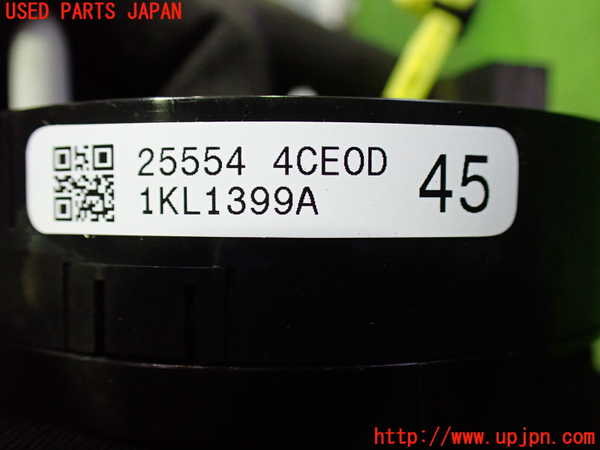 USED PARTS JAPAN
25554 4CE0D
1KL1399A
45
http://www.upjpn.com/